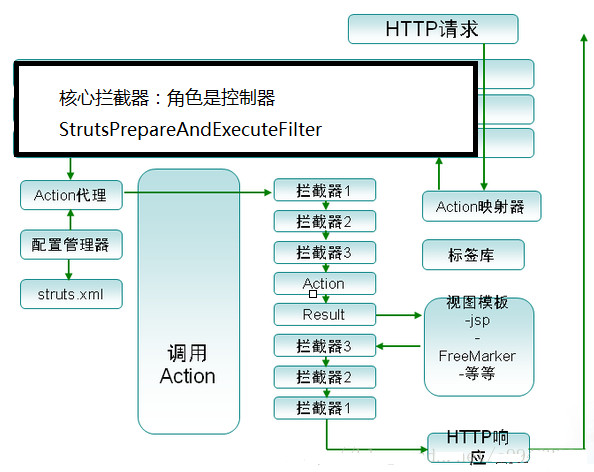 HTTP请求
核心拦截器：角色是控制器
StrutsPrepareAndExecuteFilter
Action代理
配置管理器
struts.xml
调用
Action
拦截器1
拦截器2
拦截器3
Action
Result
拦截器3
拦截器2
拦截器1
Action映射器
标签库
视图模板
-jsp
-
FreeMarker
-等等
HTTP响
应